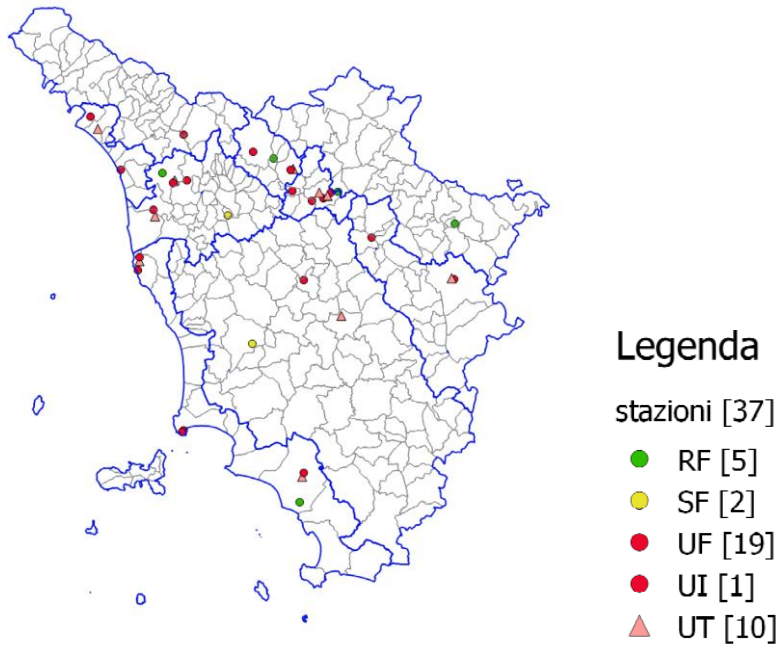 Legenda
stazioni [37]
RF [5]
SF [2]
UF [19]
UI [1]
UT [10]